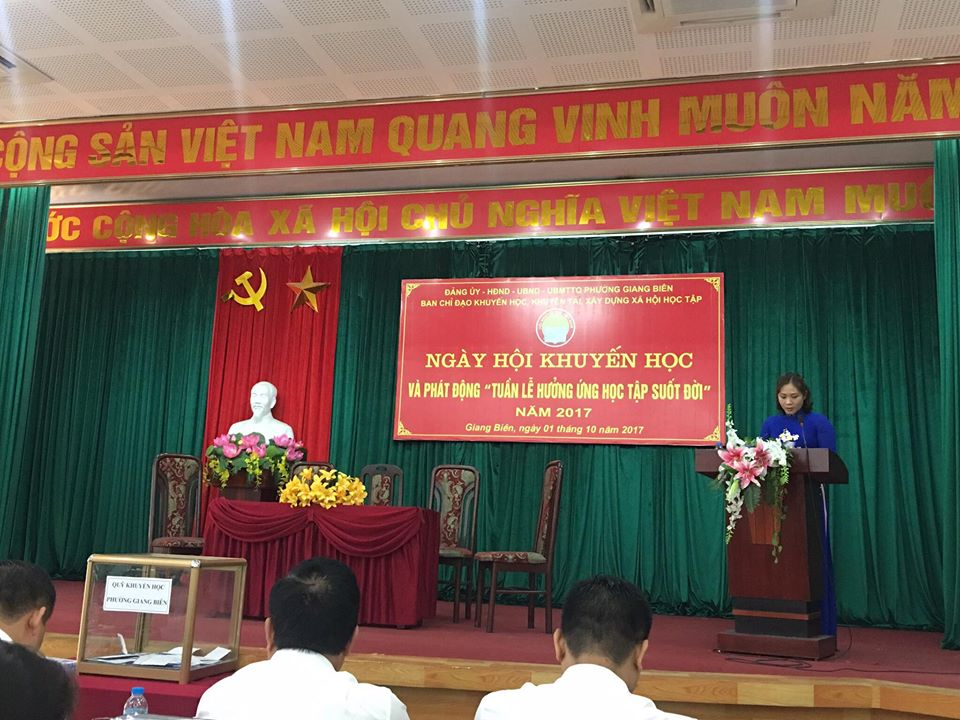 CỘNG SẢN VIỆT NAM QUANG VINH MUÔN NĂM
ỚC CỘNG HÒA XÃ HỘI CHỦ NGHĨA VIỆT NAM MUÔ
ĐẢNG ỦY - HĐND - UBND - UBMTTQ PHƯỜNG GIANG BIÊN
BAN CHỈ ĐẠO KHUYẾN HỌC, KHUYẾN TÀI, XÂY DỰNG XÃ HỘI HỌC TẬP
NGÀY HỘI KHUYẾN HỌC
VÀ PHÁT ĐỘNG "TUẦN LỄ HƯỞNG ỨNG HỌC TẬP SUỐT ĐỜI"
NĂM 2017
Giang Biên, ngày 01 tháng 10 năm 2017
QUỸ KHUYẾN HỌC
PHƯỜNG GIANG BIÊN